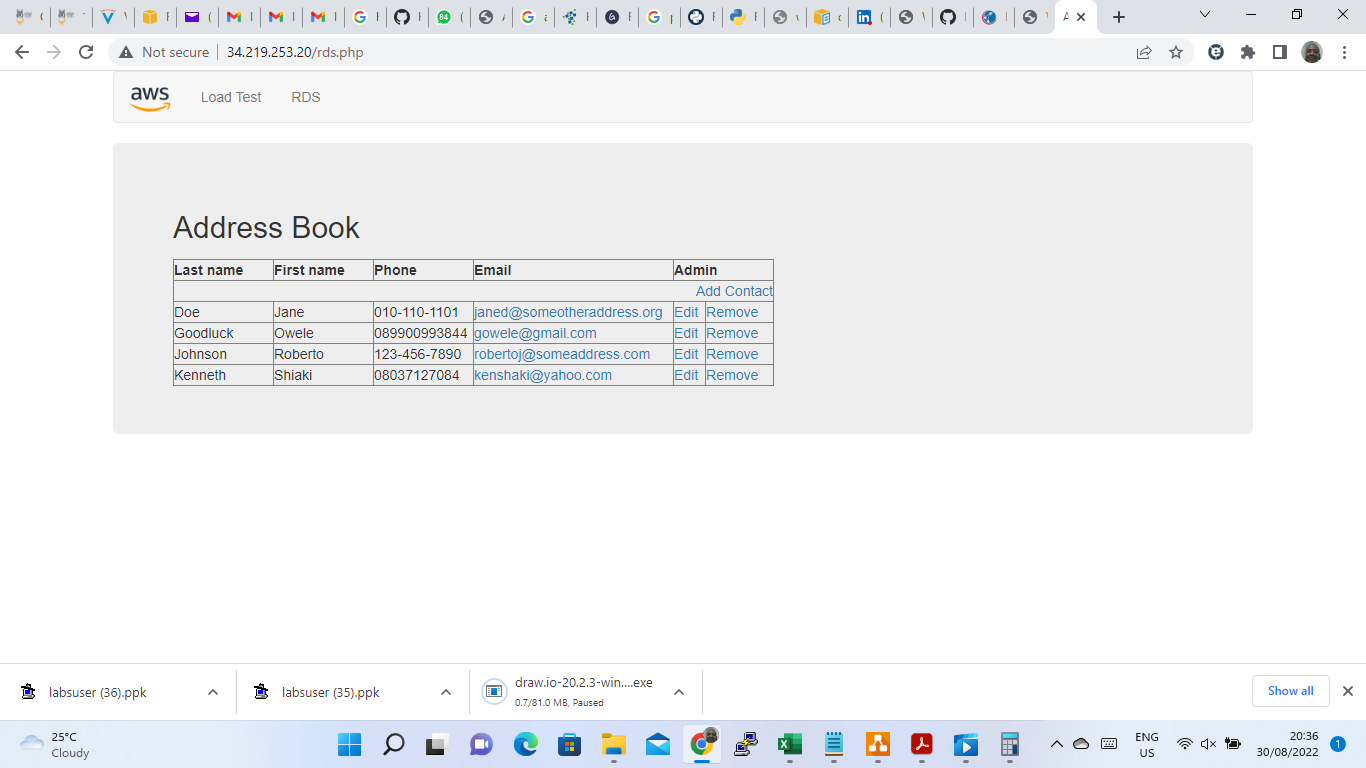 84
Not secure
34.219.253.20/rds.php
aws
Load Test
RDS
Address Book
Last name First name Phone Email Admin
Add Contact
Doe Jane 010-110-1101 janed@someotheraddress.org Edit Remove
Goodluck Owele 089900993844 gowele@gmail.com Edit Remove
Johnson Roberto 123-456-7890 robertoj@someaddress.com Edit Remove
Kenneth Shiaki 08037127084 kenshaki@yahoo.com Edit Remove
labsuser (36).ppk
labsuser (35).ppk
draw.io-20.2.3-win....exe
0.7/81.0 MB, Paused
Show all
25°C
Cloudy
ENG
US
20:36
30/08/2022
1